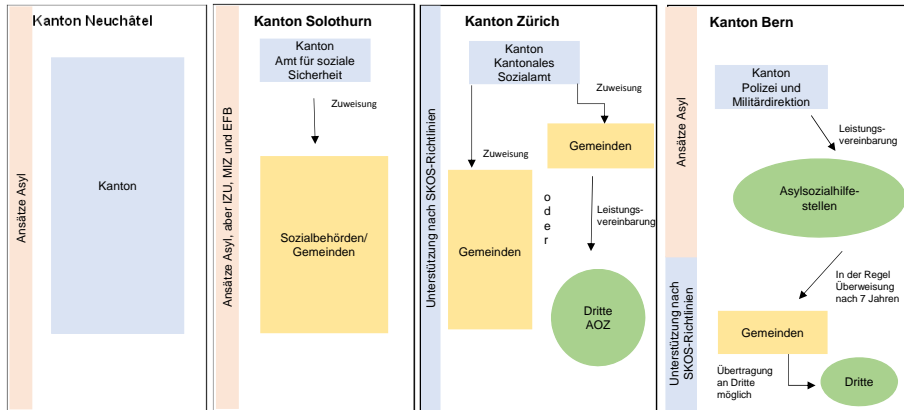 Kanton Neuchâtel
Ansätze Asyl
Kanton
Kanton Solothurn
Ansätze Asyl, aber IZU, MIZ und EFB
Kanton
Amt für soziale
Sicherheit
Zuweisung
Sozialbehörden/
Gemeinden
Kanton Zürich
Unterstützung nach SKOS-Richtlinien
Kanton
Kantonales
Sozialamt
Zuweisung
Zuweisung
Gemeinden
Gemeinden
o
d
e
r
Leistungs-
vereinbarung
Dritte
AOZ
Kanton Bern
Ansätze Asyl
Kanton
Polizei und
Militärdirektion
Leistungs-
vereinbarung
Asylsozialhilfe-
stellen
In der Regel
Überweisung
nach 7 Jahren
Unterstützung nach
SKOS-Richtlinien
Gemeinden
Übertragung
an Dritte
möglich
Dritte